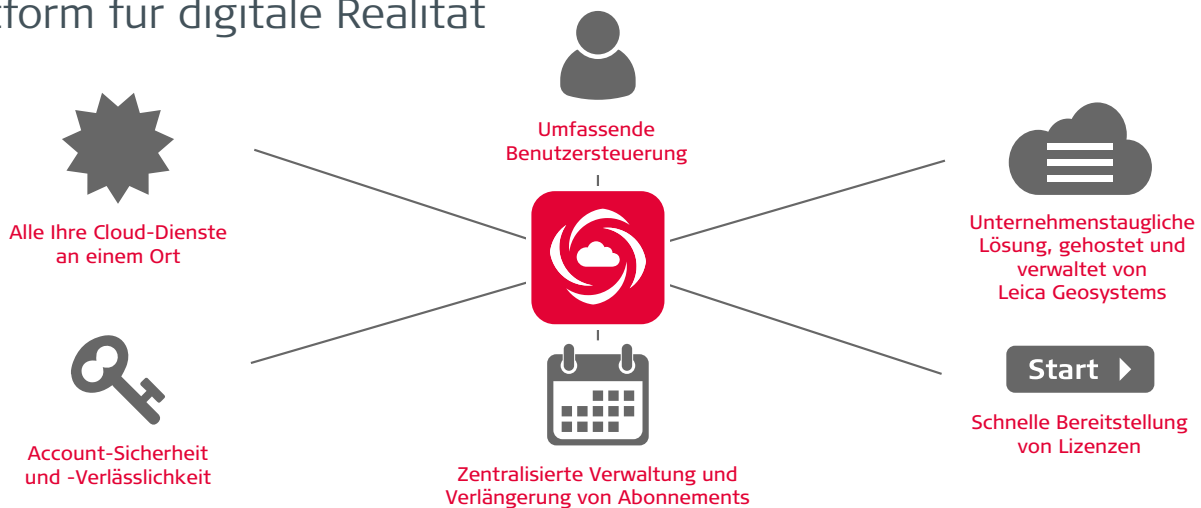 für digitale Realität
Umfassende
Benutzersteuerung
Alle Ihre Cloud-Dienste
an einem Ort
Unternehmenstaugliche
Lösung, gehostet und
verwaltet von
Leica Geosystems
Account-Sicherheit
und -Verlässlichkeit
Zentralisierte Verwaltung und
Verlängerung von Abonnements
Start
Schnelle Bereitstellung
von Lizenzen